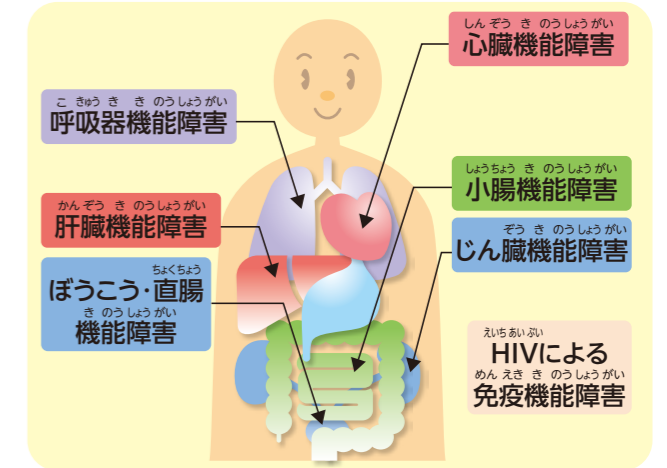 しんぞうきのうしょうがい
心臓機能障害
こきゅうききのうしょうがい
呼吸器機能障害
しょうちょうきのうしょうがい
小腸機能障害
かんぞうきのうしょうがい
肝臓機能障害
ぞうきのうしょうがい
じん臓機能障害
ちょくちょう
ぼうこう・直腸
きのうしょうがい
機能障害
えいちあいぶい
HIVによる
めんえききのうしょうがい
免疫機能障害